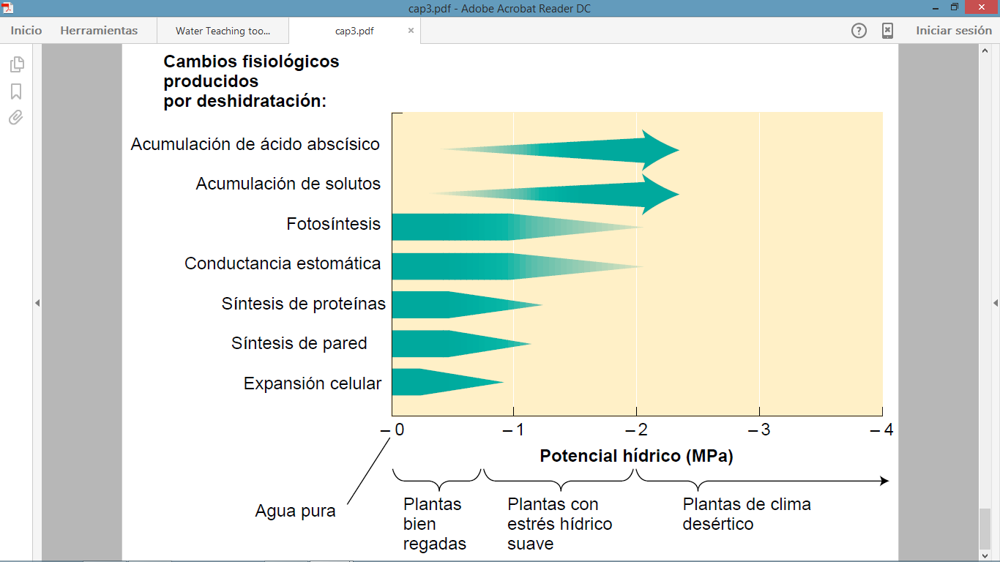 cap3.pdf - Adobe Acrobat Reader DC
Inicio
Herramientas
Water Teaching too...
cap3.pdf
Iniciar sesión
Cambios fisiológicos
producidos
por deshidratación:
Acumulación de ácido abscísico
Acumulación de solutos
Fotosíntesis
Conductancia estomática
Síntesis de proteínas
Síntesis de pared
Expansión celular
– 0
– 1
– 2
– 3
– 4
Potencial hídrico (MPa)
Agua pura
Plantas
bien
regadas
Plantas con
estrés hídrico
suave
Plantas de clima
desértico